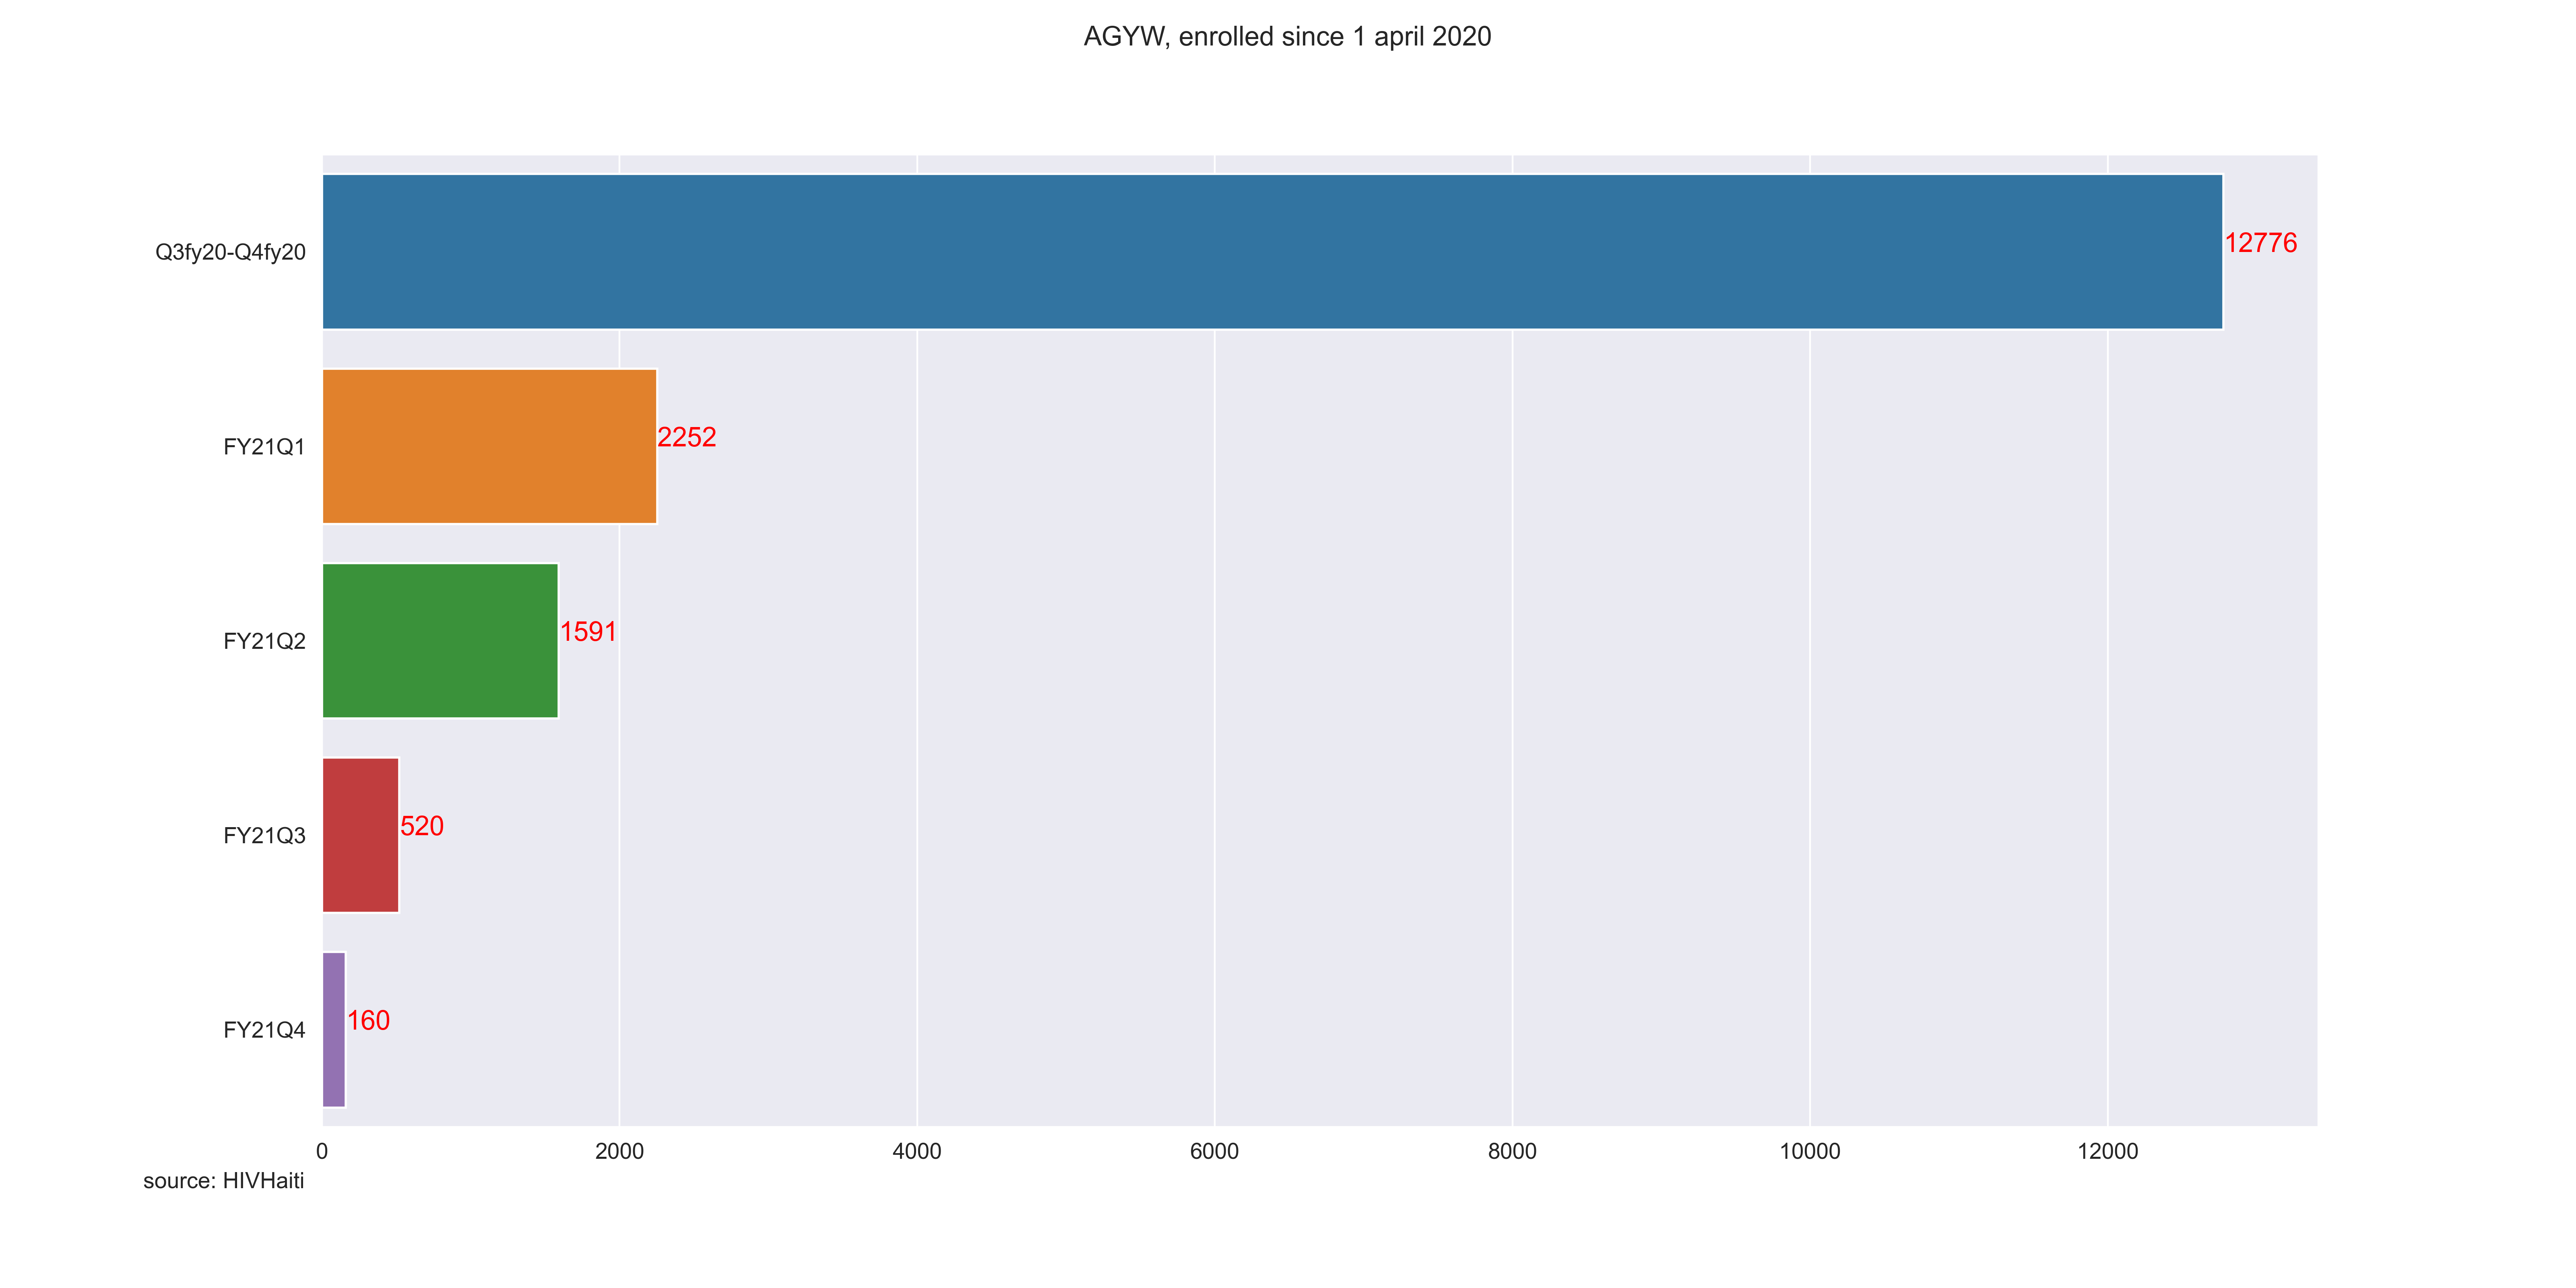 AGYW, enrolled since 1 april 2020
Q3fy20-Q4fy20
12776
FY21Q1
2252
FY21Q2
1591
FY21Q3
520
FY21Q4
160
0 2000 4000 6000 8000 10000 12000
source: HIVHaiti